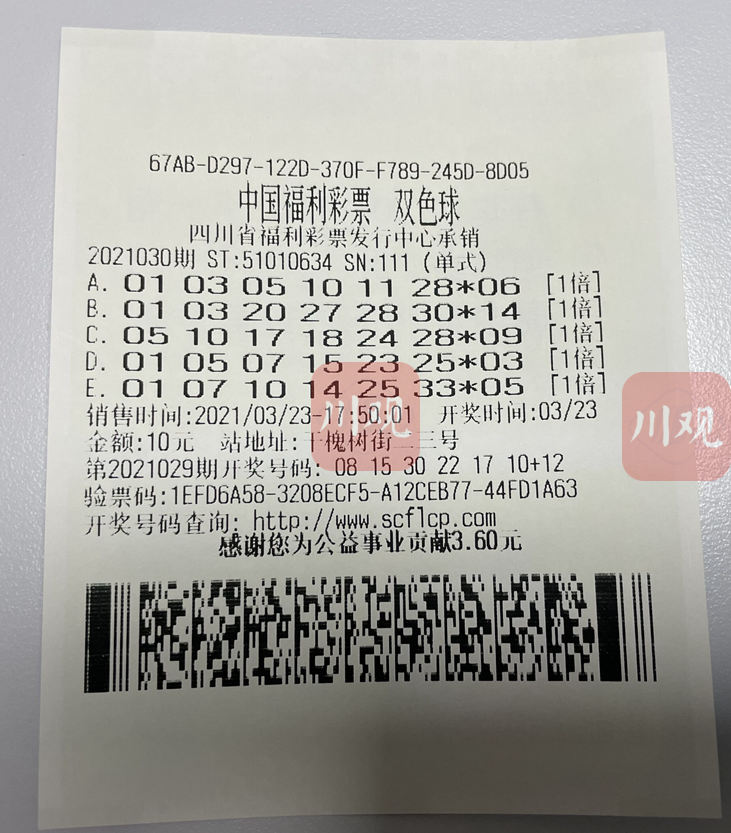 67AB-D297-122D-370F-F789-245D-8D05
中国福利彩票 双色球
四川省福利彩票发行中心承销
2021030期 ST:51010634 SN:111 (单式)
A. 01 03 05 10 11 28*06 [1倍]
B. 01 03 20 27 28 30*14 [1倍]
C. 05 10 17 18 24 28*09 [1倍]
D. 01 05 07 15 23 25*03 [1倍]
E. 01 07 10 14 25 33*05 [1倍]
销售时间:2021/03/23-17:50:01 开奖时间:03/23
金额:10元 站地址:干槐树街二三号
第2021029期开奖号码: 08 15 30 22 17 10+12
验票码:1EFD6A58-3208ECF5-A12CEB77-44FD1A63
开奖号码查询: http://www.scflcp.com
感谢您为公益事业贡献3.60元
川观
川观